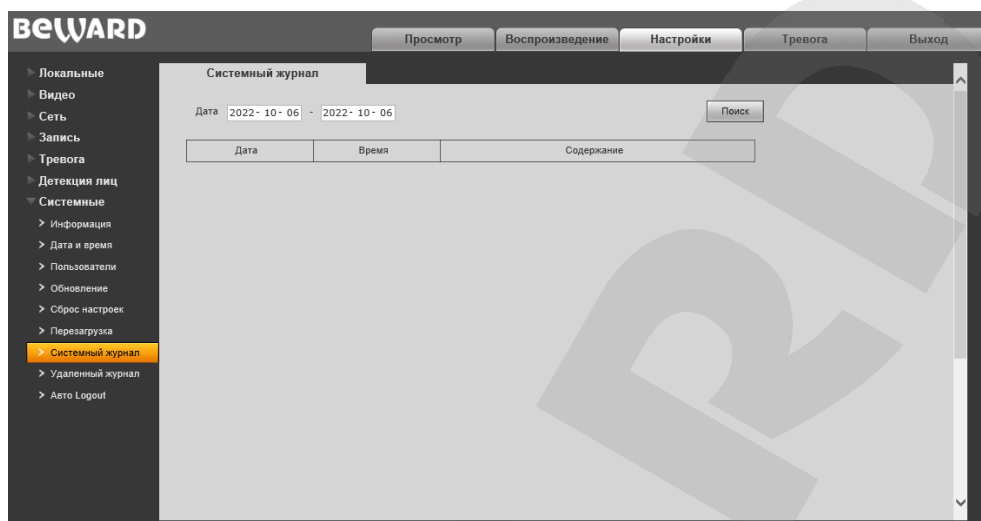 BEWARD
Просмотр Воспроизведение Настройки Тревога Выход
Локальные
Видео
Сеть
Запись
Тревога
Детекция лиц
Системные
Информация
Дата и время
Пользователи
Обновление
Сброс настроек
Перезагрузка
Системный журнал
Удаленный журнал
Авто Logout
Системный журнал
Дата 2022- 10- 06 - 2022- 10- 06 Поиск
Дата Время Содержание